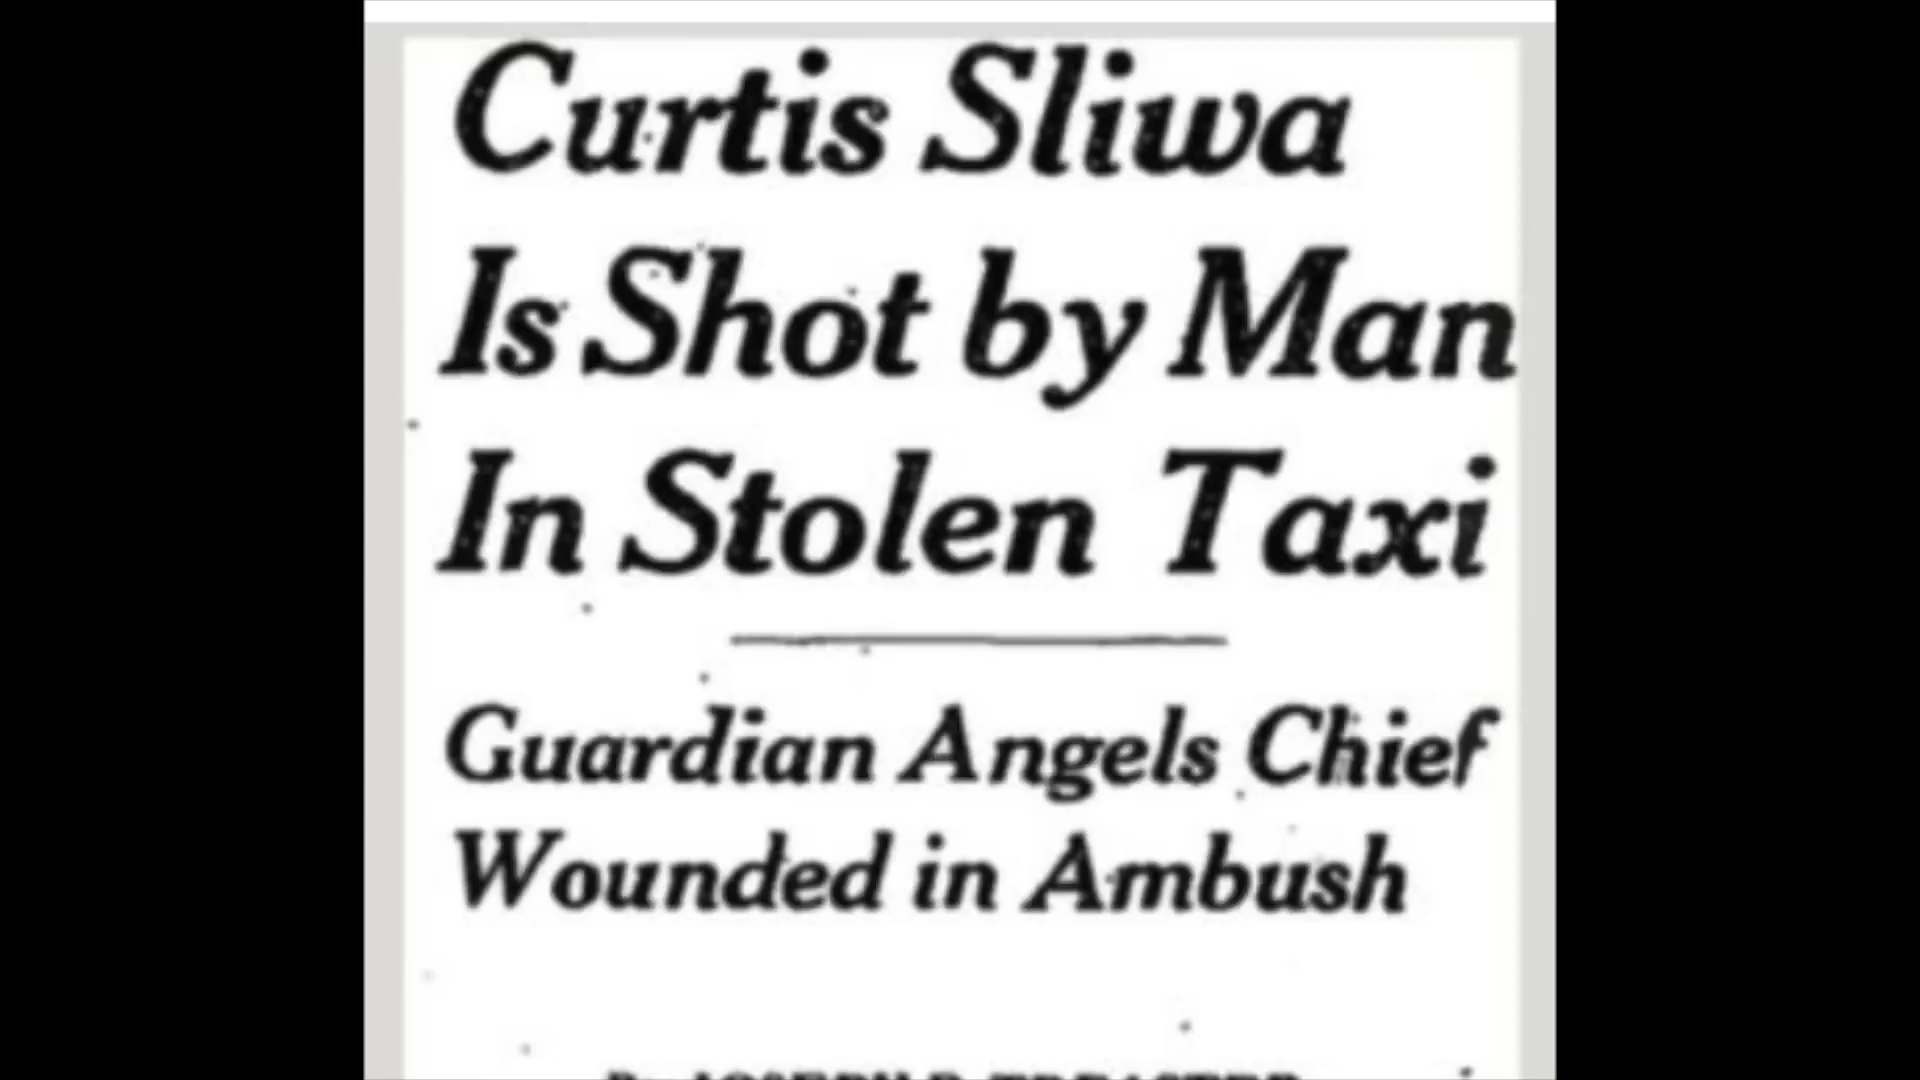 Curtis Sliwa
Is Shot by Man
In Stolen Taxi
Guardian Angels Chief
Wounded in Ambush